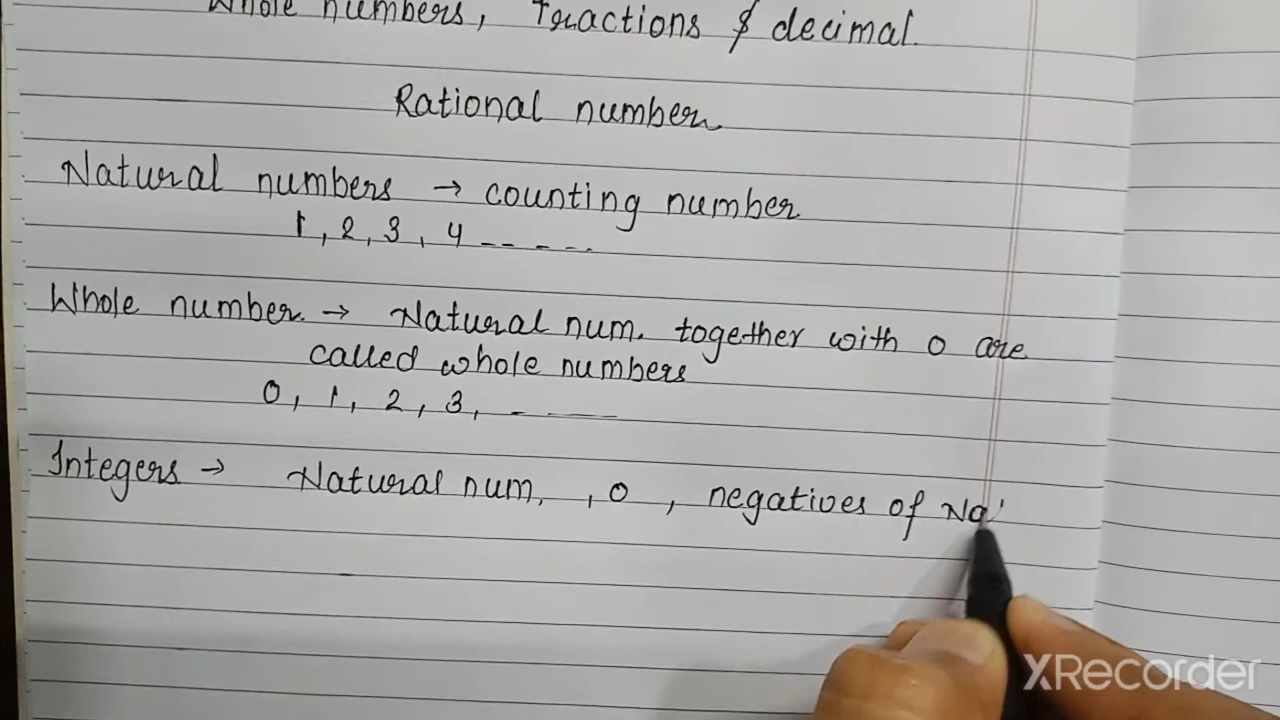 Whole numbers, Fractions & decimal.
Rational number
Natural numbers → counting number
1, 2, 3, 4 - - - - -
Whole number → Natural num. together with 0 are
called whole numbers
0, 1, 2, 3, - ——
Integers → Natural num. , 0 , negatives of Na
XRecorder